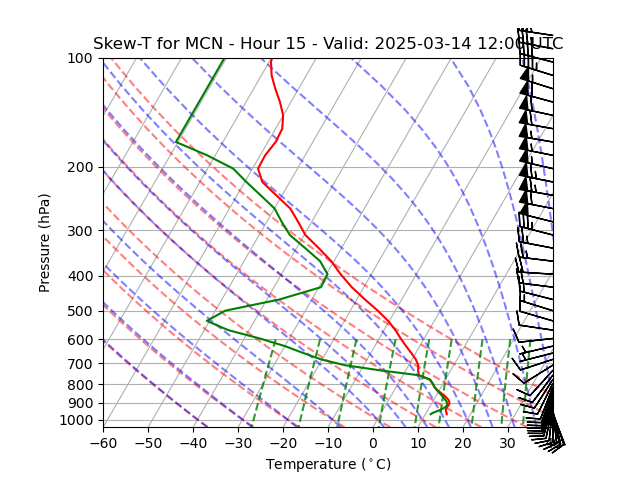 Skew-T for MCN - Hour 15 - Valid: 2025-03-14 12:00 UTC
100
200
300
400
500
600
700
800
900
1000
Pressure (hPa)
−60 −50 −40 −30 −20 −10 0 10 20 30
Temperature (°C)